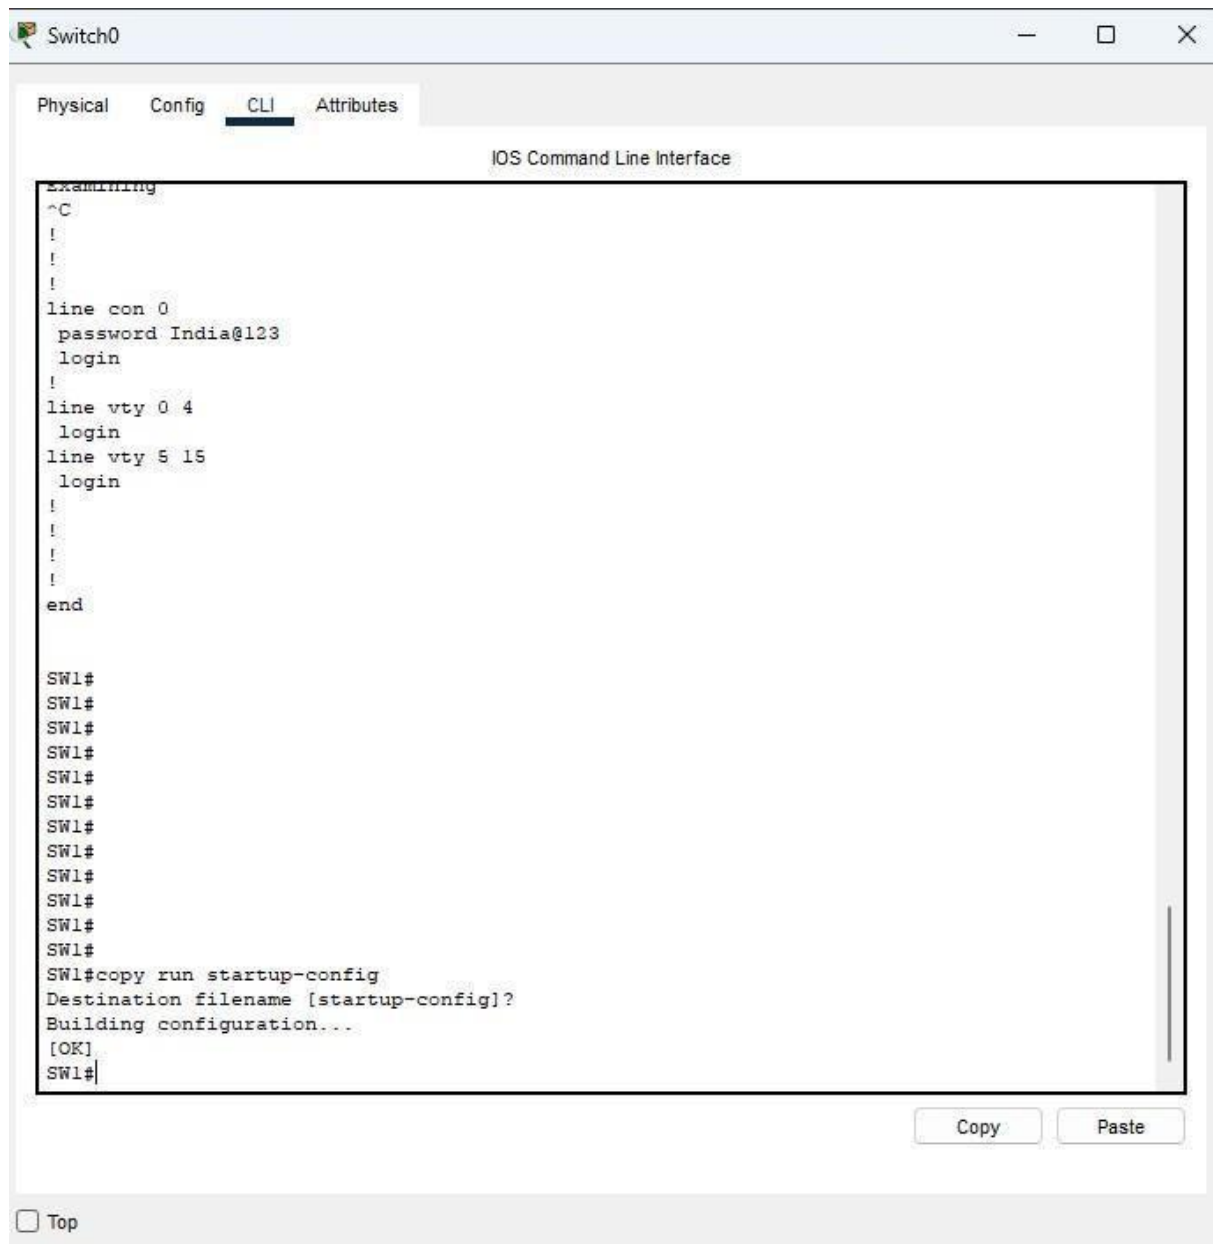 Switch0
Physical Config CLI Attributes
IOS Command Line Interface
Examining
^C
!
!
!
line con 0
password India@123
login
!
line vty 0 4
login
line vty 5 15
login
!
!
!
!
end
SW1#
SW1#
SW1#
SW1#
SW1#
SW1#
SW1#
SW1#
SW1#
SW1#
SW1#
SW1#
SW1#copy run startup-config
Destination filename [startup-config]?
Building configuration...
[OK]
SW1#
Copy Paste
Top